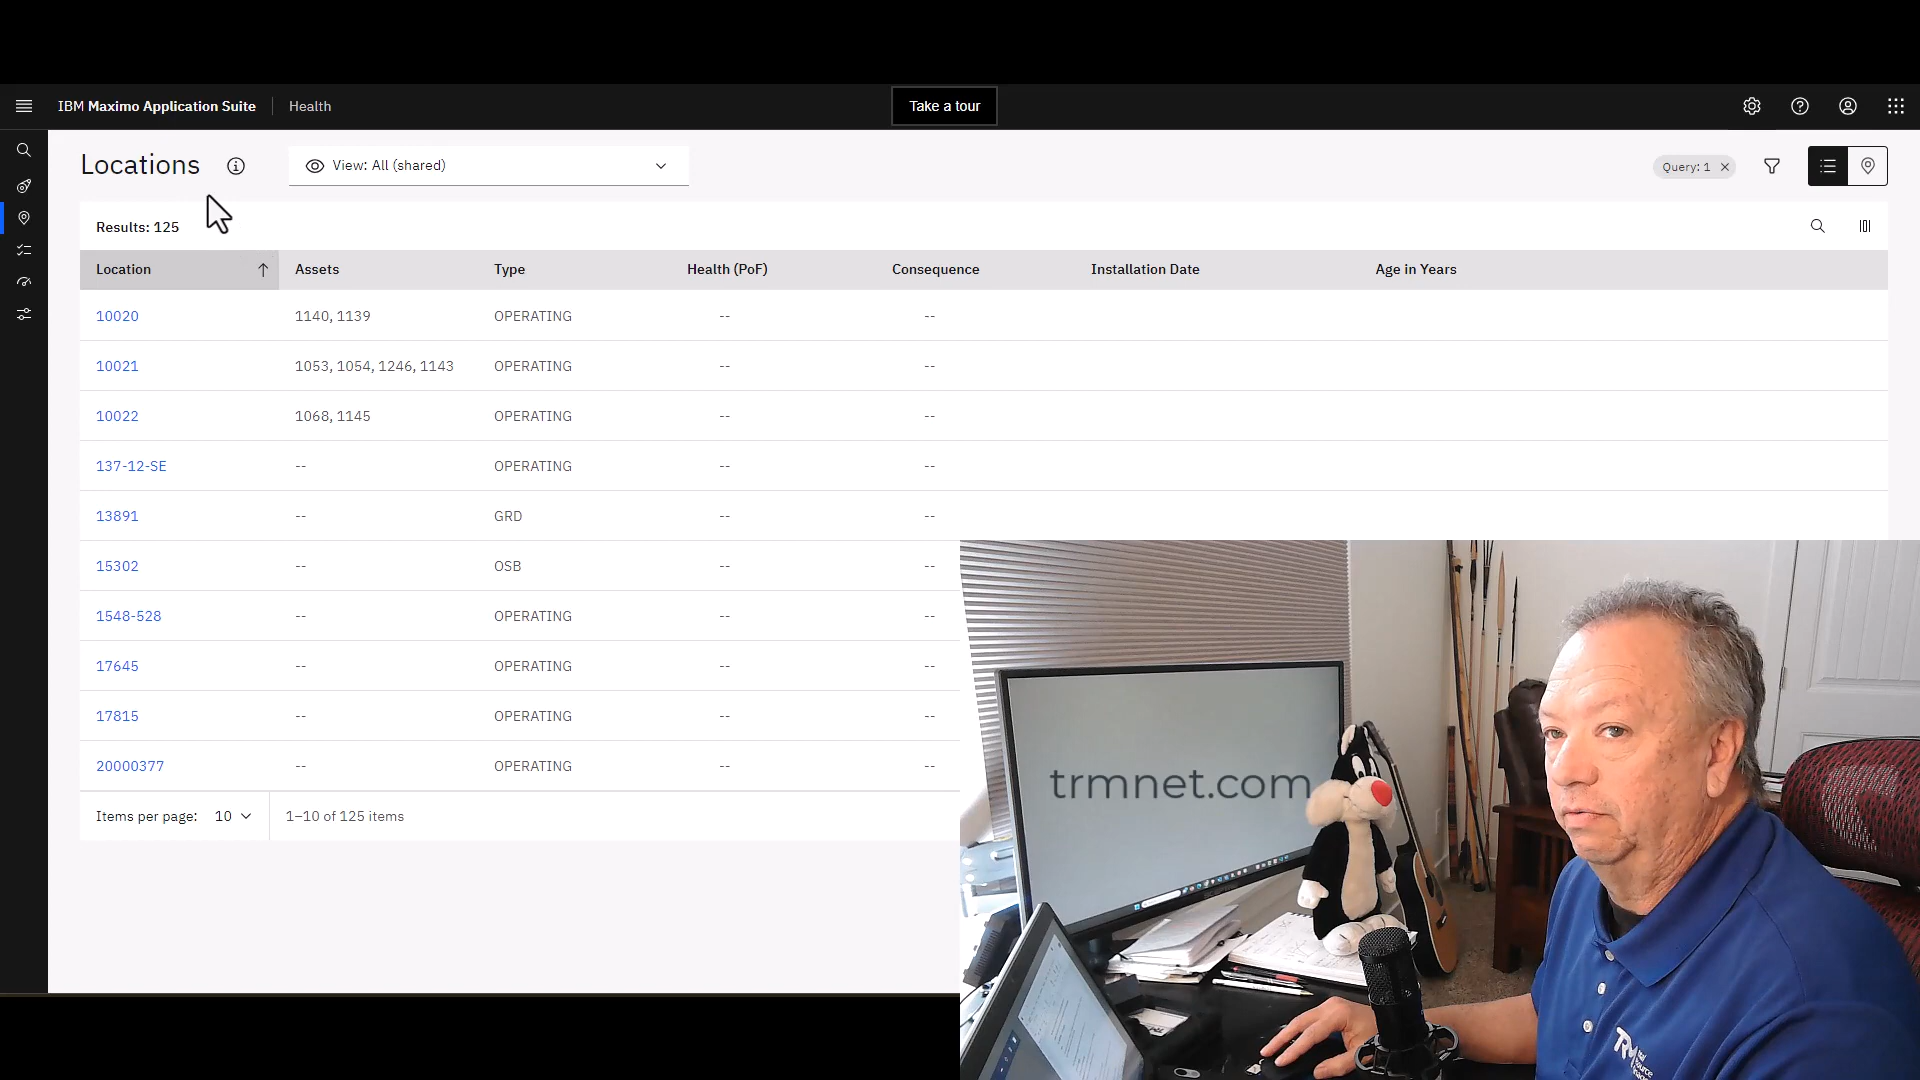 IBM Maximo Application Suite
Health
Take a tour
Locations
View: All (shared)
Query: 1
Results: 125
Location Assets Type Health (PoF) Consequence Installation Date Age in Years
10020 1140, 1139 OPERATING -- --
10021 1053, 1054, 1246, 1143 OPERATING -- --
10022 1068, 1145 OPERATING -- --
137-12-SE -- OPERATING -- --
13891 -- GRD -- --
15302 -- OSB -- --
1548-528 -- OPERATING -- --
17645 -- OPERATING -- --
17815 -- OPERATING -- --
20000377 -- OPERATING -- --
Items per page: 10 1–10 of 125 items
trmnet.com
TRM